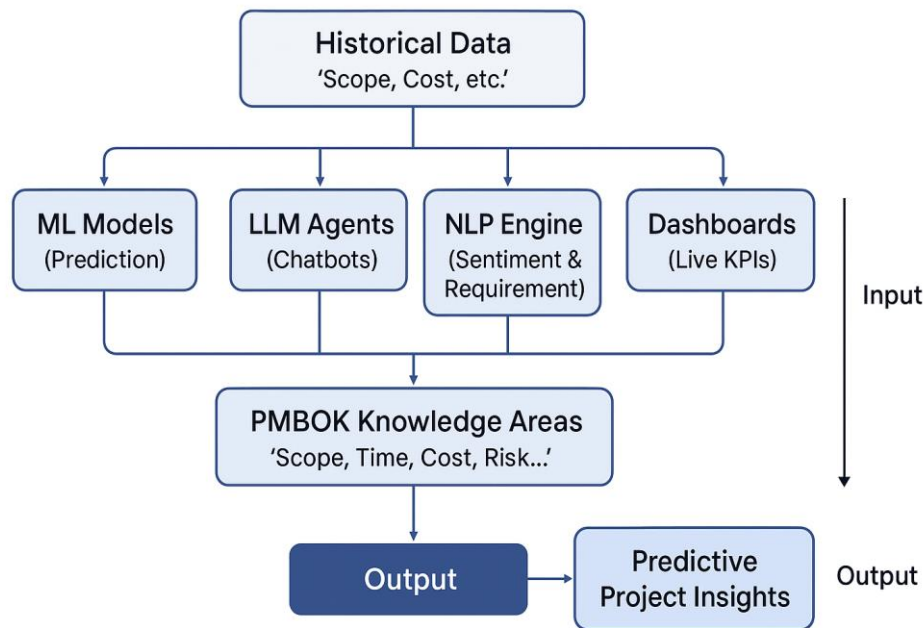 Historical Data
‘Scope, Cost, etc.’
ML Models
(Prediction)
LLM Agents
(Chatbots)
NLP Engine
(Sentiment &
Requirement)
Dashboards
(Live KPIs)
Input
PMBOK Knowledge Areas
‘Scope, Time, Cost, Risk...’
Output
Predictive
Project Insights
Output